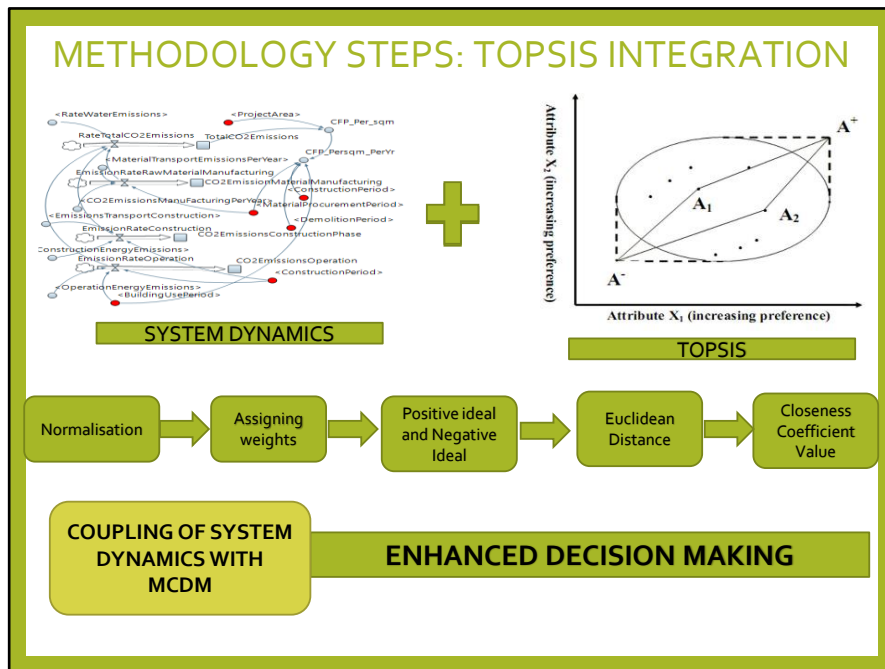 METHODOLOGY STEPS: TOPSIS INTEGRATION
<RateWaterEmissions>
<ProjectArea>
CFP_Per_sqm
RateTotalCO2Emissions
TotalCO2Emissions
<MaterialTransportEmissionsPerYear>
CFP_Persqm_PerYr
EmissionRateRawMaterialManufacturing
CO2EmissionMaterialManufacturing
<ConstructionPeriod>
<CO2EmissionsManufacturingPerYear>
<MaterialProcurementPeriod>
<EmissionsTransportConstruction>
<DemolitionPeriod>
EmissionRateConstruction
CO2EmissionsConstructionPhase
ConstructionEnergyEmissions>
EmissionRateOperation
CO2EmissionsOperation
<ConstructionPeriod>
<OperationEnergyEmissions>
<BuildingUsePeriod>
SYSTEM DYNAMICS
Attribute X2 (increasing preference)
A+
A1
A2
A-
Attribute X1 (increasing preference)
TOPSIS
Normalisation
Assigning
weights
Positive ideal
and Negative
Ideal
Euclidean
Distance
Closeness
Coefficient
Value
COUPLING OF SYSTEM
DYNAMICS WITH
MCDM
ENHANCED DECISION MAKING